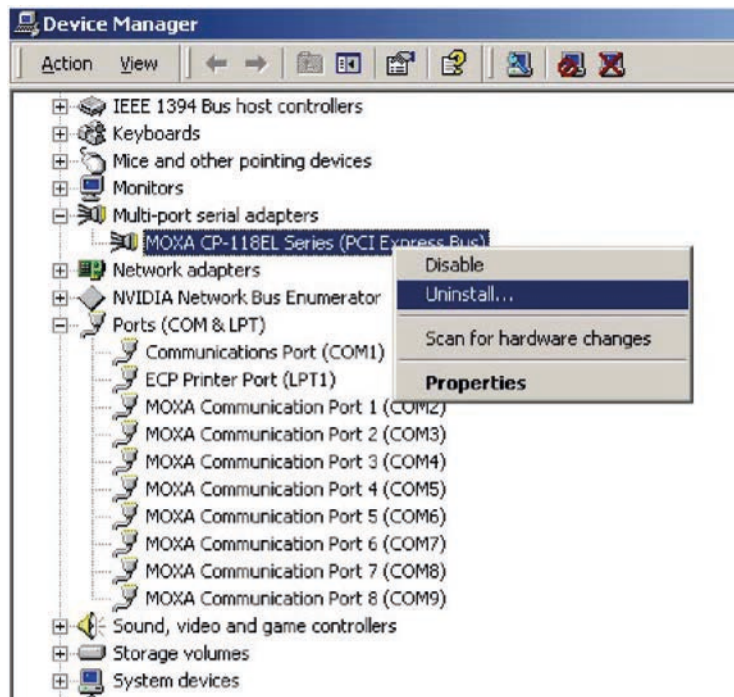 Device Manager
Action View
IEEE 1394 Bus host controllers
Keyboards
Mice and other pointing devices
Monitors
Multi-port serial adapters
MOXA CP-118EL Series (PCI Express Bus)
Disable
Network adapters
Uninstall...
NVIDIA Network Bus Enumerator
Ports (COM & LPT)
Scan for hardware changes
Communications Port (COM1)
ECP Printer Port (LPT1)
Properties
MOXA Communication Port 1 (COM2)
MOXA Communication Port 2 (COM3)
MOXA Communication Port 3 (COM4)
MOXA Communication Port 4 (COM5)
MOXA Communication Port 5 (COM6)
MOXA Communication Port 6 (COM7)
MOXA Communication Port 7 (COM8)
MOXA Communication Port 8 (COM9)
Sound, video and game controllers
Storage volumes
System devices